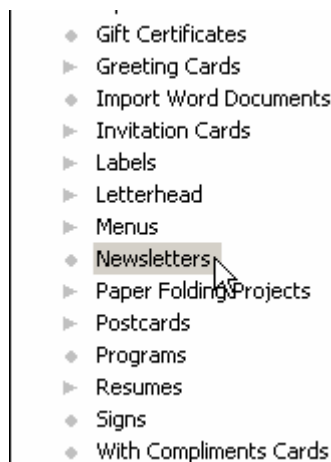 Gift Certificates
Greeting Cards
Import Word Documents
Invitation Cards
Labels
Letterhead
Menus
Newsletters
Paper Folding Projects
Postcards
Programs
Resumes
Signs
With Compliments Cards